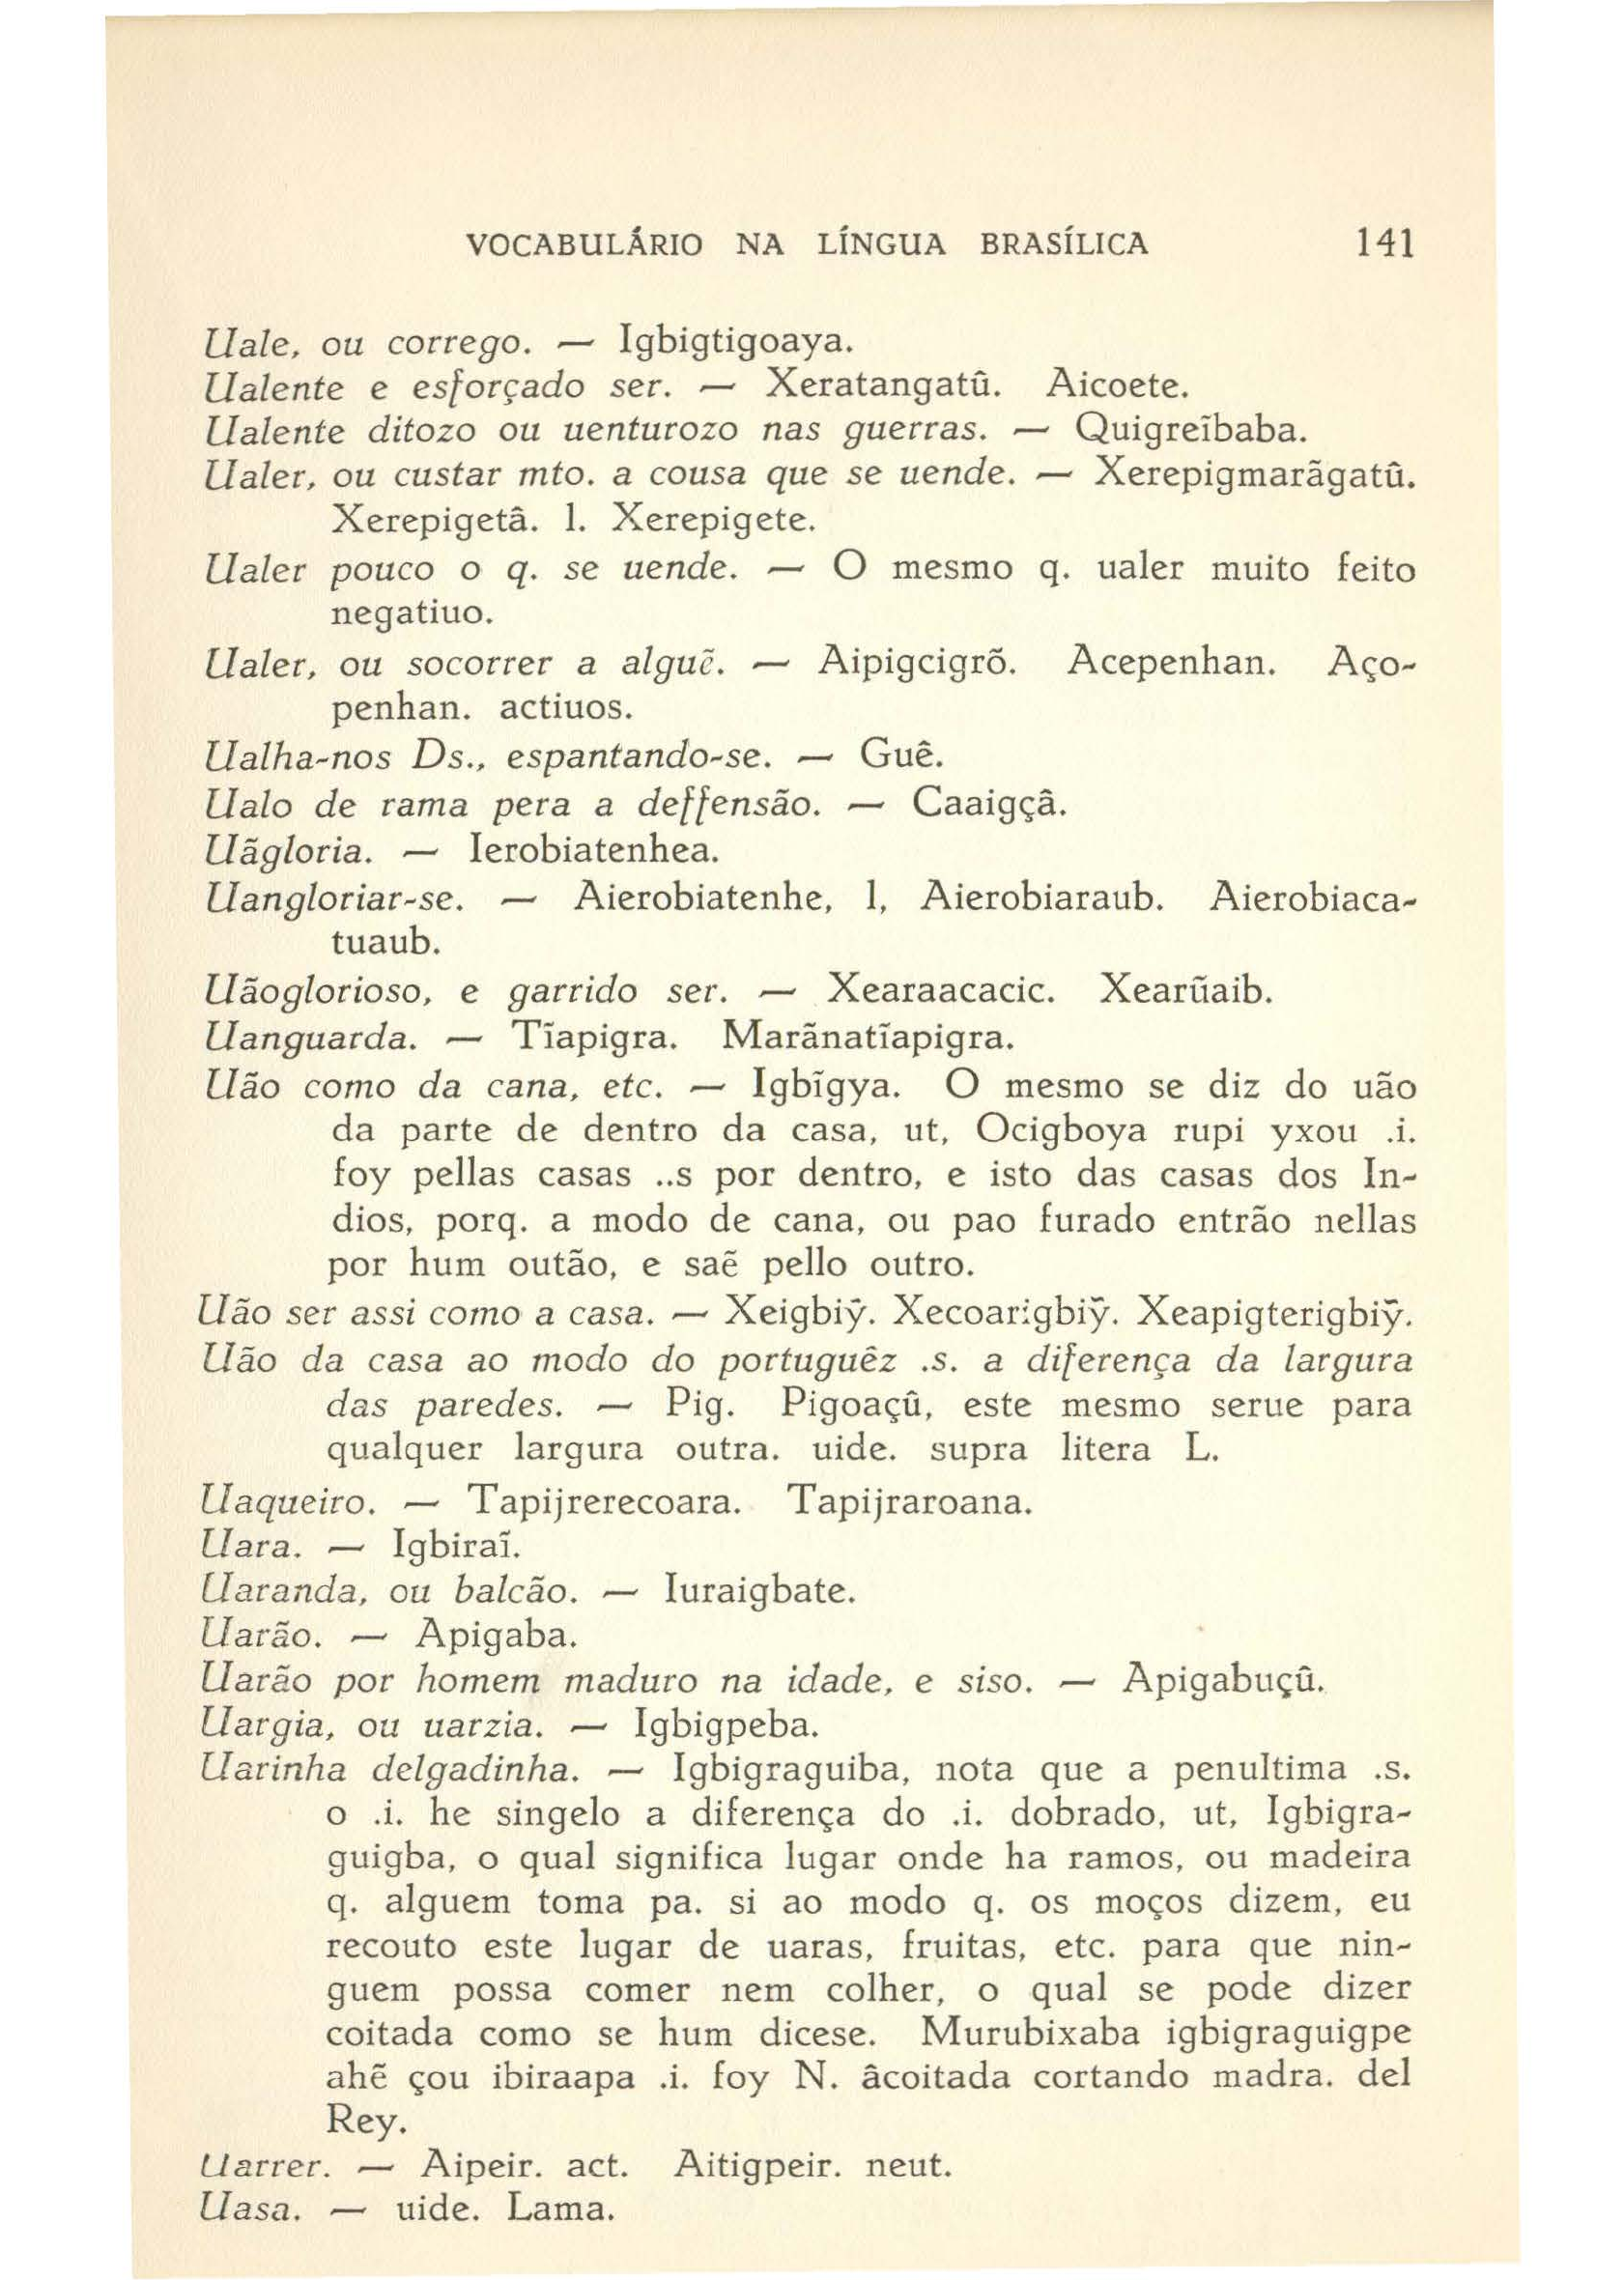 VOCABULÁRIO NA LÍNGUA BRASÍLICA 141
Uale, ou corrego. — Igbigtigoaya.
Ualente e esforçado ser. — Xeratangatû. Aicoete.
Ualente ditozo ou uenturozo nas guerras. — Quigreĩbaba.
Ualer, ou custar mto. a cousa que se uende. — Xerepigmarãgatû.
Xerepigetâ. l. Xerepigete.
Ualer pouco o q. se uende. — O mesmo q. ualer muito feito
negatiuo.
Ualer, ou socorrer a alguẽ. — Aipigcigrõ. Acepenhan. Aço-
penhan. actiuos.
Ualha-nos Ds., espantando-se. — Guê.
Ualo de rama pera a deffensão. — Caaigçâ.
Uãgloria. — Ierobiatenhea.
Uangloriar-se. — Aierobiatenhe, l, Aierobiaraub. Aierobiaca-
tuaub.
Uãoglorioso, e garrido ser. — Xearaacacic. Xearũaib.
Uanguarda. — Tĩapigra. Marãnatĩapigra.
Uão como da cana, etc. — Igbĩgya. O mesmo se diz do uão
da parte de dentro da casa, ut, Ocigboya rupi yxou .i.
foy pellas casas ..s por dentro, e isto das casas dos In-
dios, porq. a modo de cana, ou pao furado entrão nellas
por hum outão, e saẽ pello outro.
Uão ser assi como a casa. — Xeigbiỹ. Xecoarigbiỹ. Xeapigterigbiỹ.
Uão da casa ao modo do portuguêz .s. a diferença da largura
das paredes. — Pig. Pigoaçû, este mesmo serue para
qualquer largura outra. uide. supra litera L.
Uaqueiro. — Tapijrerecoara. Tapijraroana.
Uara. — Igbiraĩ.
Uaranda, ou balcão. — Iuraigbate.
Uarão. — Apigaba.
Uarão por homem maduro na idade, e siso. — Apigabuçû.
Uargia, ou uarzia. — Igbigpeba.
Uarinha delgadinha. — Igbigraguiba, nota que a penultima .s.
o .i. he singelo a diferença do .i. dobrado, ut, Igbigra-
guigba, o qual significa lugar onde ha ramos, ou madeira
q. alguem toma pa. si ao modo q. os moços dizem, eu
recouto este lugar de uaras, fruitas, etc. para que nin-
guem possa comer nem colher, o qual se pode dizer
coitada como se hum dicese. Murubixaba igbigraguigpe
ahẽ çou ibiraapa .i. foy N. âcoitada cortando madra. del
Rey.
Uarrer. — Aipeir. act. Aitigpeir. neut.
Uasa. — uide. Lama.